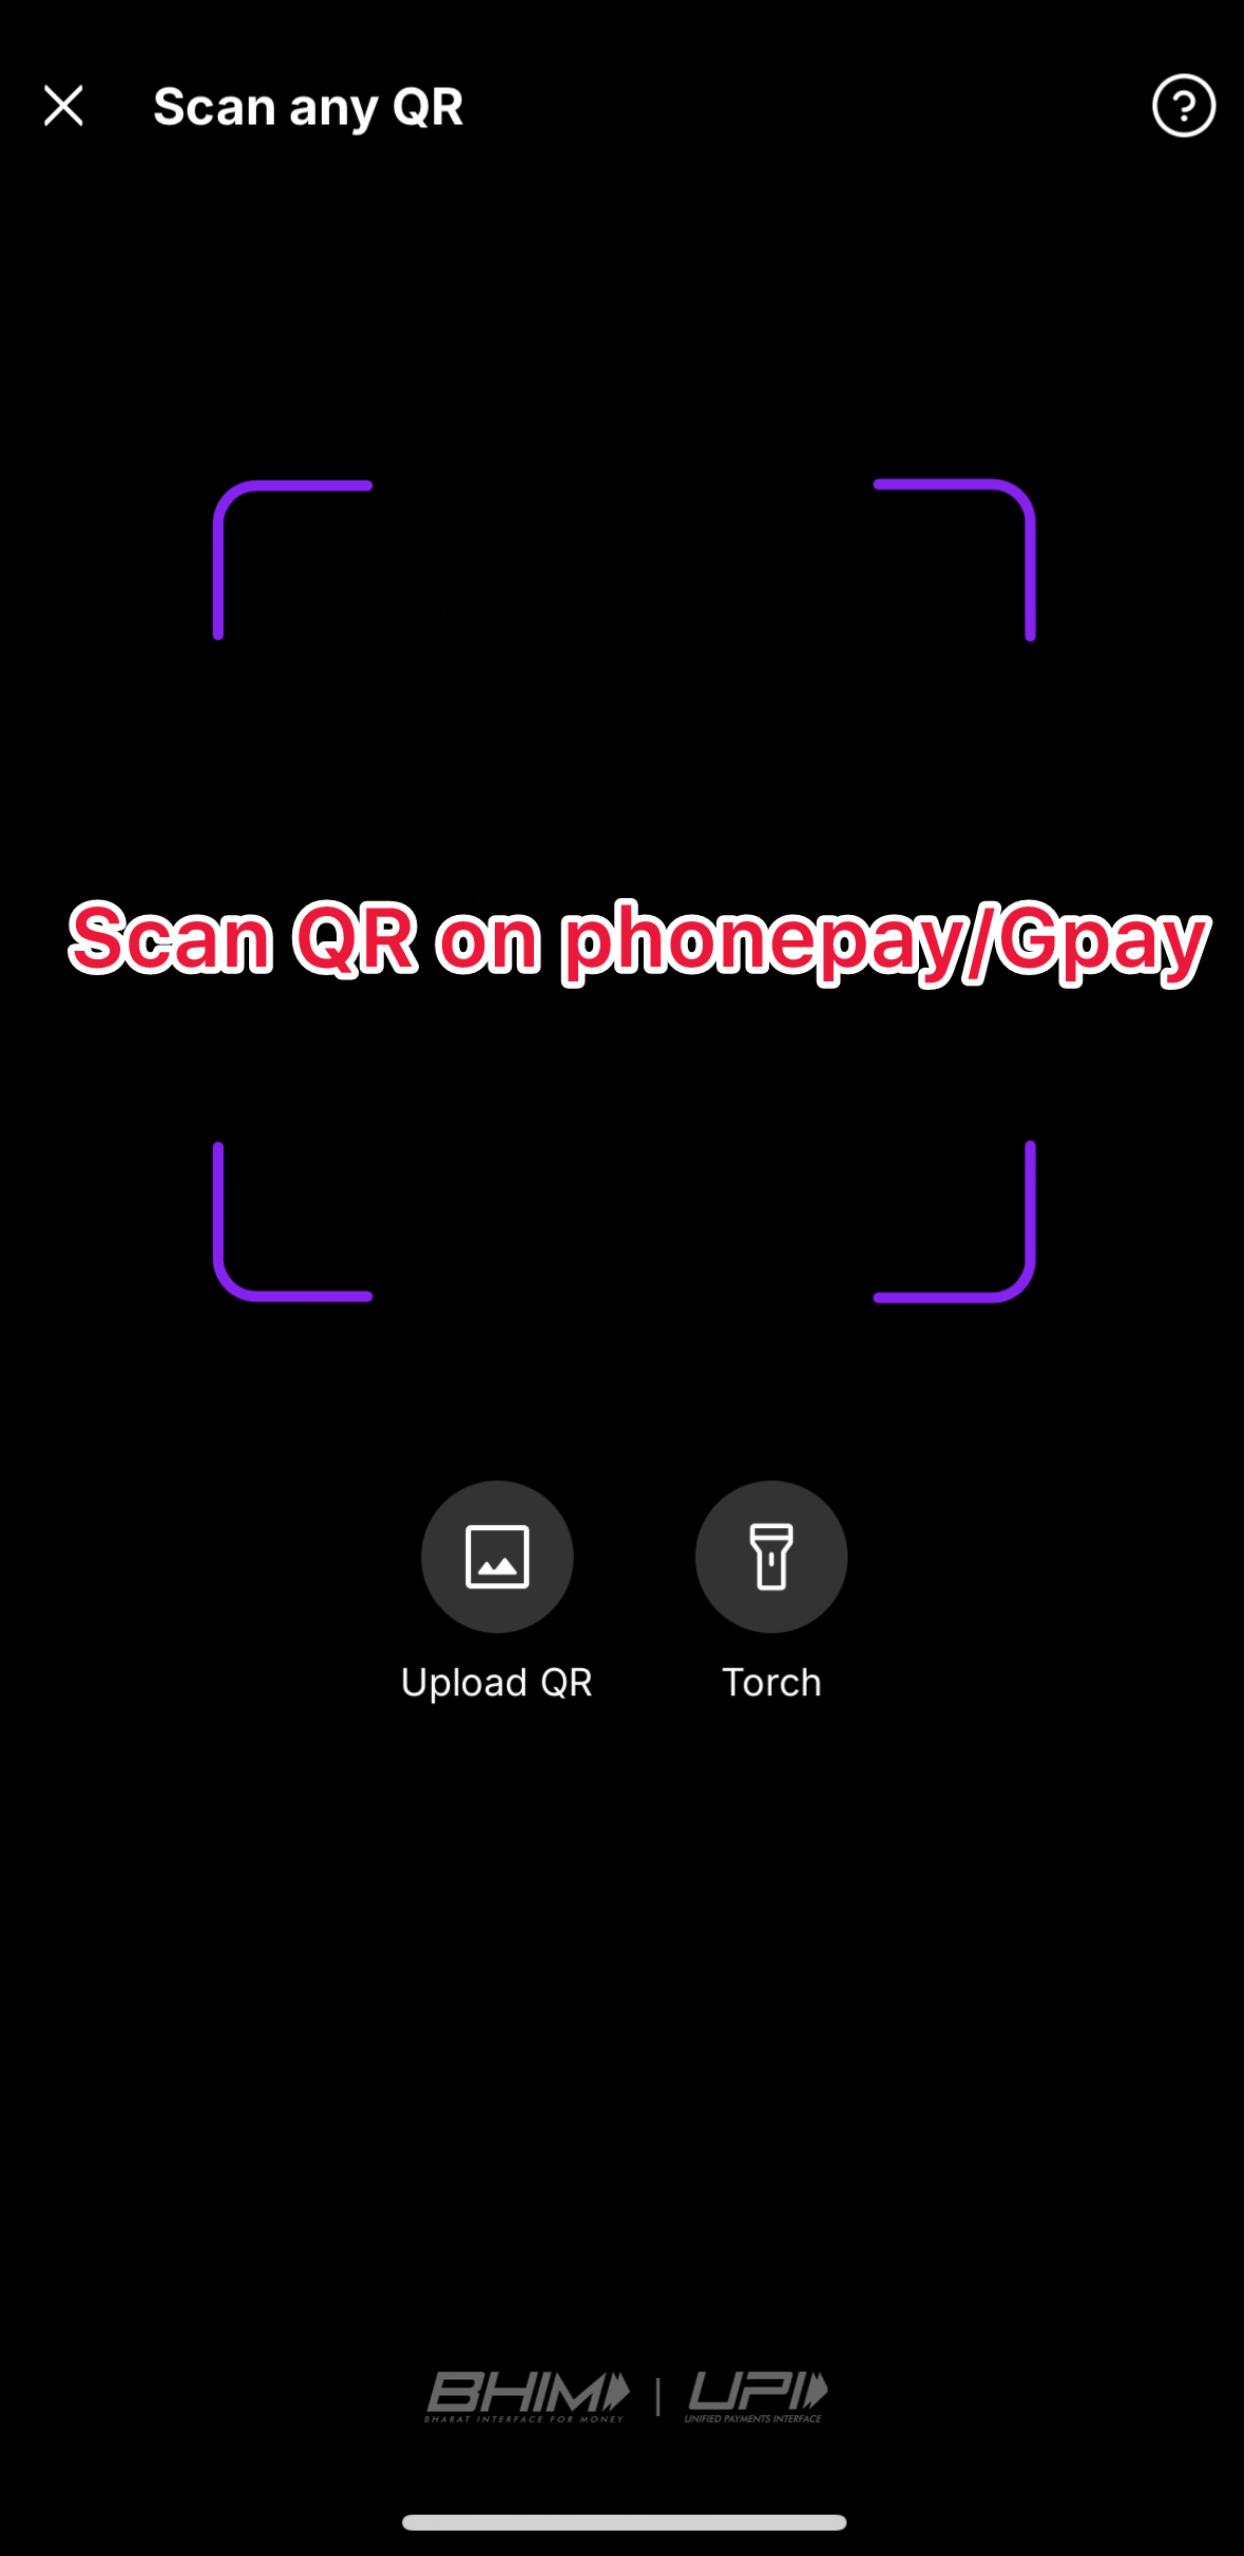 Scan any QR
Scan QR on phonepay/Gpay
Upload QR
Torch
BHIM | UPI
BHARAT INTERFACE FOR MONEY
UNIFIED PAYMENTS INTERFACE